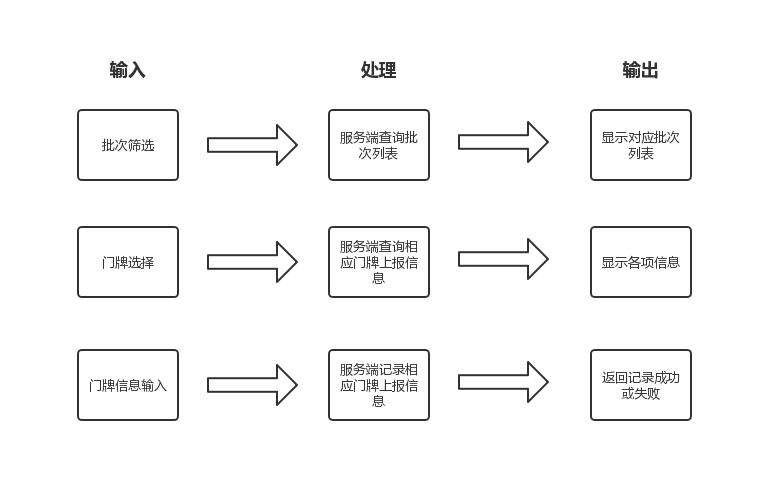 输入
处理
输出
批次筛选
服务端查询批
次列表
显示对应批次
列表
门牌选择
服务端查询相
应门牌上报信
息
显示各项信息
门牌信息输入
服务端记录相
应门牌上报信
息
返回记录成功
或失败